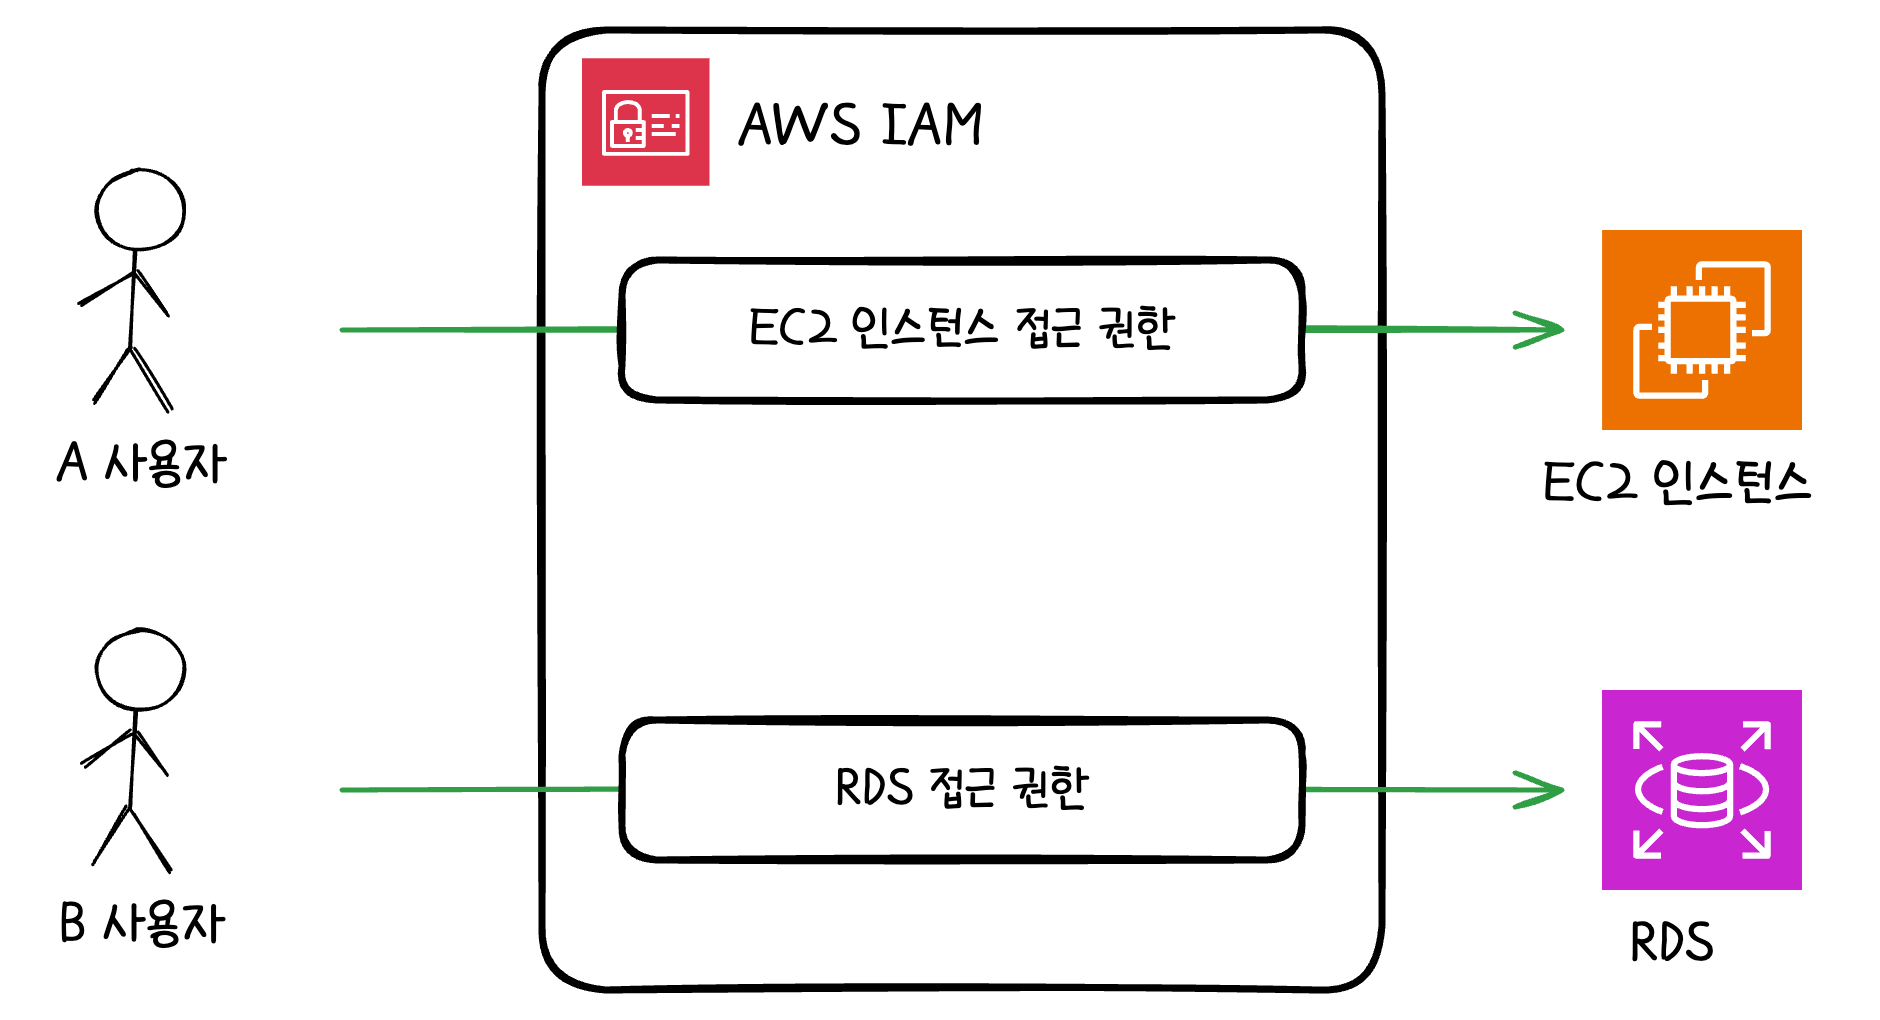 AWS IAM
EC2 인스턴스 접근 권한
A 사용자
EC2 인스턴스
RDS 접근 권한
B 사용자
RDS